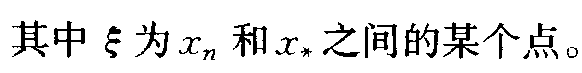 其中 ξ 为 $x_n$ 和 $x_*$ 之间的某个点。